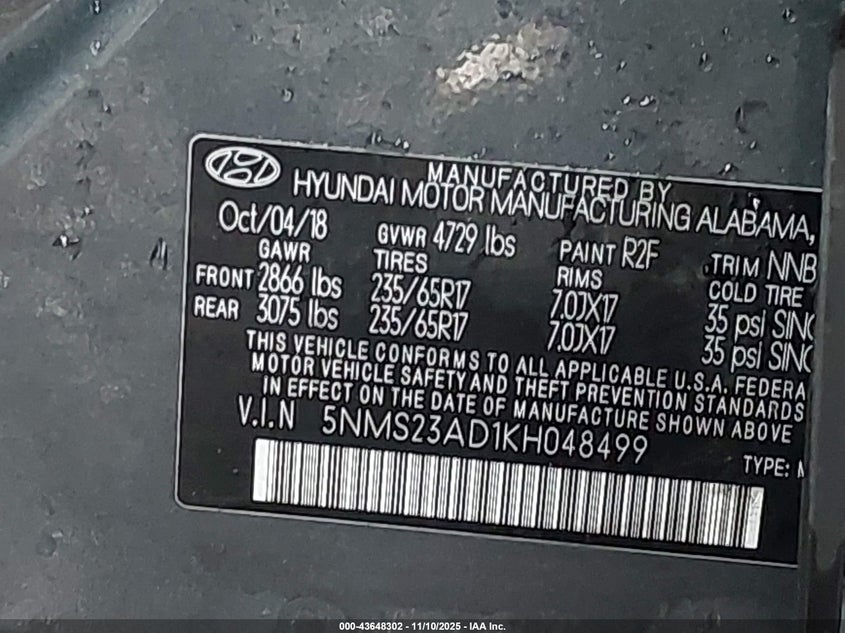 MANUFACTURED BY
HYUNDAI MOTOR MANUFACTURING ALABAMA,
Oct/04/18 GVWR 4729 lbs PAINT R2F TRIM NNB
GAWR TIRES RIMS COLD TIRE
FRONT 2866 lbs 235/65R17 7.0JX17 35 psi SING
REAR 3075 lbs 235/65R17 7.0JX17 35 psi SING
THIS VEHICLE CONFORMS TO ALL APPLICABLE U.S.A. FEDERA
MOTOR VEHICLE SAFETY AND THEFT PREVENTION STANDARDS
IN EFFECT ON THE DATE OF MANUFACTURE SHOWN ABOVE
V.I.N 5NMS23AD1KH048499
TYPE:
000-43648302 - 11/10/2025 - IAA Inc.